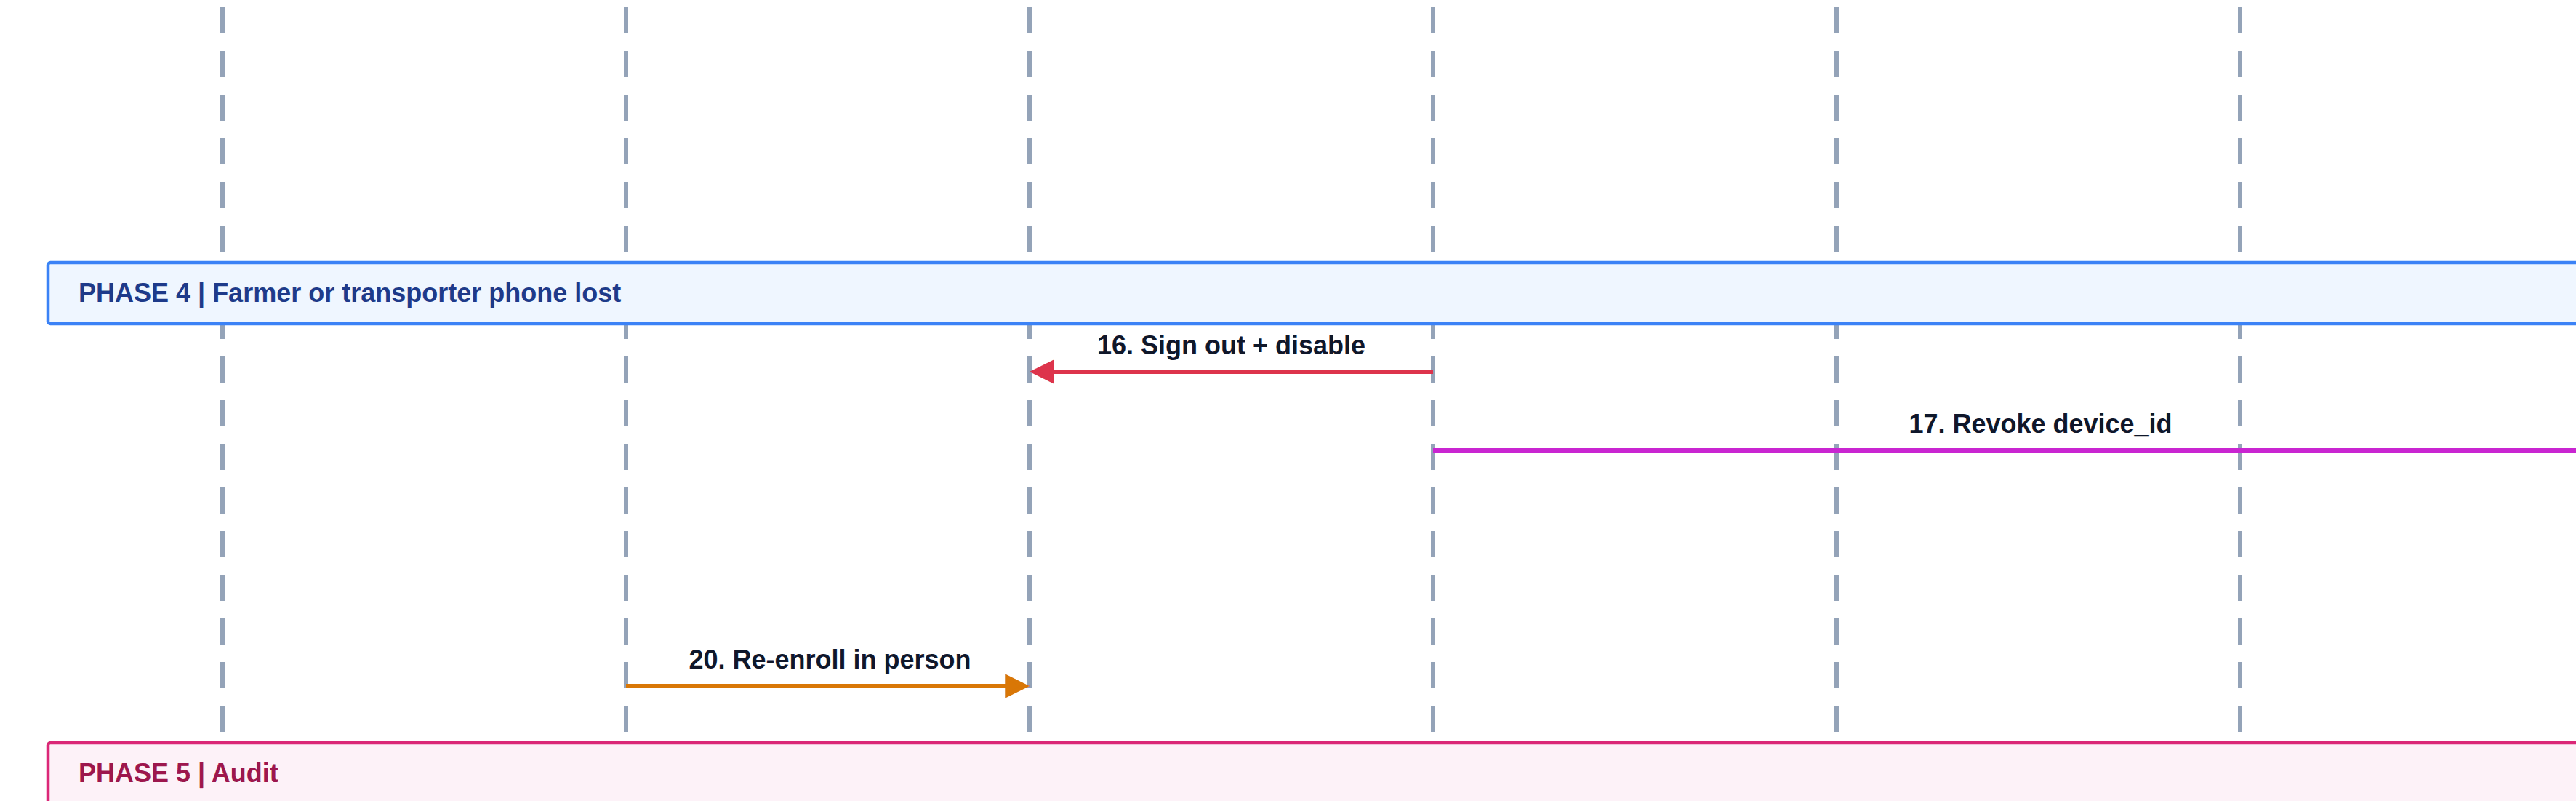 PHASE 4 | Farmer or transporter phone lost
16. Sign out + disable
17. Revoke device_id
20. Re-enroll in person
PHASE 5 | Audit